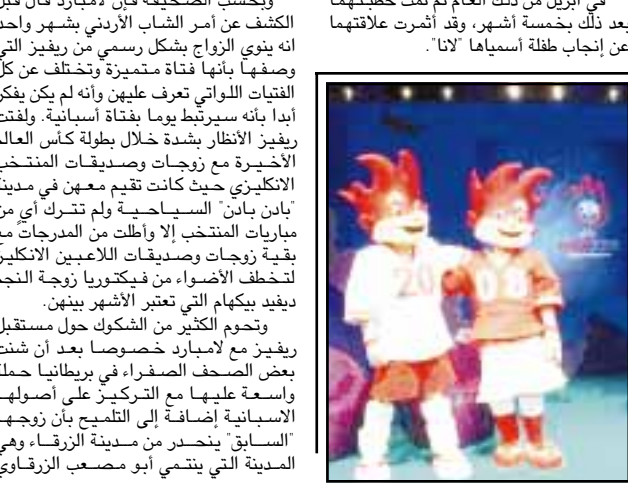 في ابريل من ذلك العام ثم تمت خطبتهما
بعد ذلك بخمسة أشهر، وقد أثمرت علاقتهما
عن إنجاب طفلة أسمياها "لانا".
20
08
وبحسب الصحيفة فإن لامبارد قال قبل
الكشف عن أمر الشاب الأردني بشهر واحد
انه ينوي الزواج بشكل رسمي من ريفيز التي
وصفها بأنها فتاة متميزة وتختلف عن كل
الفتيات اللواتي تعرف عليهن وأنه لم يكن يفكر
أبدا بأنه سيرتبط يوما بفتاة أسبانية. ولفتت
ريفيز الأنظار بشدة خلال بطولة كأس العالم
الأخيرة مع زوجات وصديقات المنتخب
الانكليزي حيث كانت تقيم معهن في مدينة
"بادن بادن" السياحية ولم تترك أي من
مباريات المنتخب إلا وأطلت من المدرجات مع
بقية زوجات وصديقات اللاعبين الانكليز
لتخطف الأضواء من فيكتوريا زوجة النجم
ديفيد بيكهام التي تعتبر الأشهر بينهن.
وتحوم الكثير من الشكوك حول مستقبل
ريفيز مع لامبارد خصوصا بعد أن شنت
بعض الصحف الصفراء في بريطانيا حملة
واسعة عليها مع التركيز على أصولها
الاسبانية إضافة إلى التلميح بأن زوجها
"السابق" ينحدر من مدينة الزرقاء وهي
المدينة التي ينتمي أبو مصعب الزرقاوي